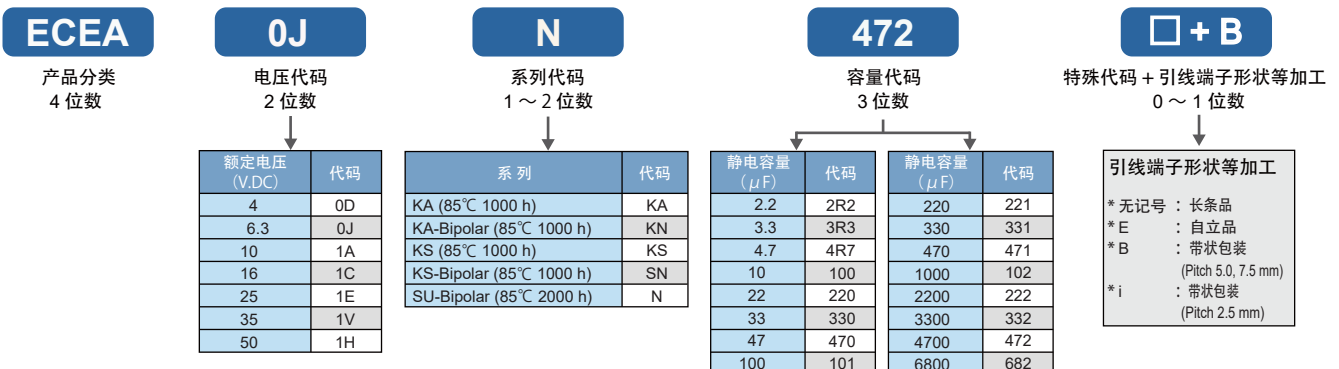 ECEA 0J N 472 □+B
产品分类 电压代码 系列代码 容量代码 特殊代码 + 引线端子形状等加工
4 位数 2 位数 1 ～ 2 位数 3 位数 0 ～ 1 位数
额定电压
(V.DC)
代码
4 0D
6.3 0J
10 1A
16 1C
25 1E
35 1V
50 1H
系 列 代码
KA (85℃ 1000 h) KA
KA-Bipolar (85℃ 1000 h) KN
KS (85℃ 1000 h) KS
KS-Bipolar (85℃ 1000 h) SN
SU-Bipolar (85℃ 2000 h) N
静电容量
(μF)
代码
2.2 2R2
3.3 3R3
4.7 4R7
10 100
22 220
33 330
47 470
100 101
静电容量
(μF)
代码
220 221
330 331
470 471
1000 102
2200 222
3300 332
4700 472
6800 682
引线端子形状等加工
* 无记号 : 长条品
* E : 自立品
* B : 带状包装
(Pitch 5.0, 7.5 mm)
* i : 带状包装
(Pitch 2.5 mm)